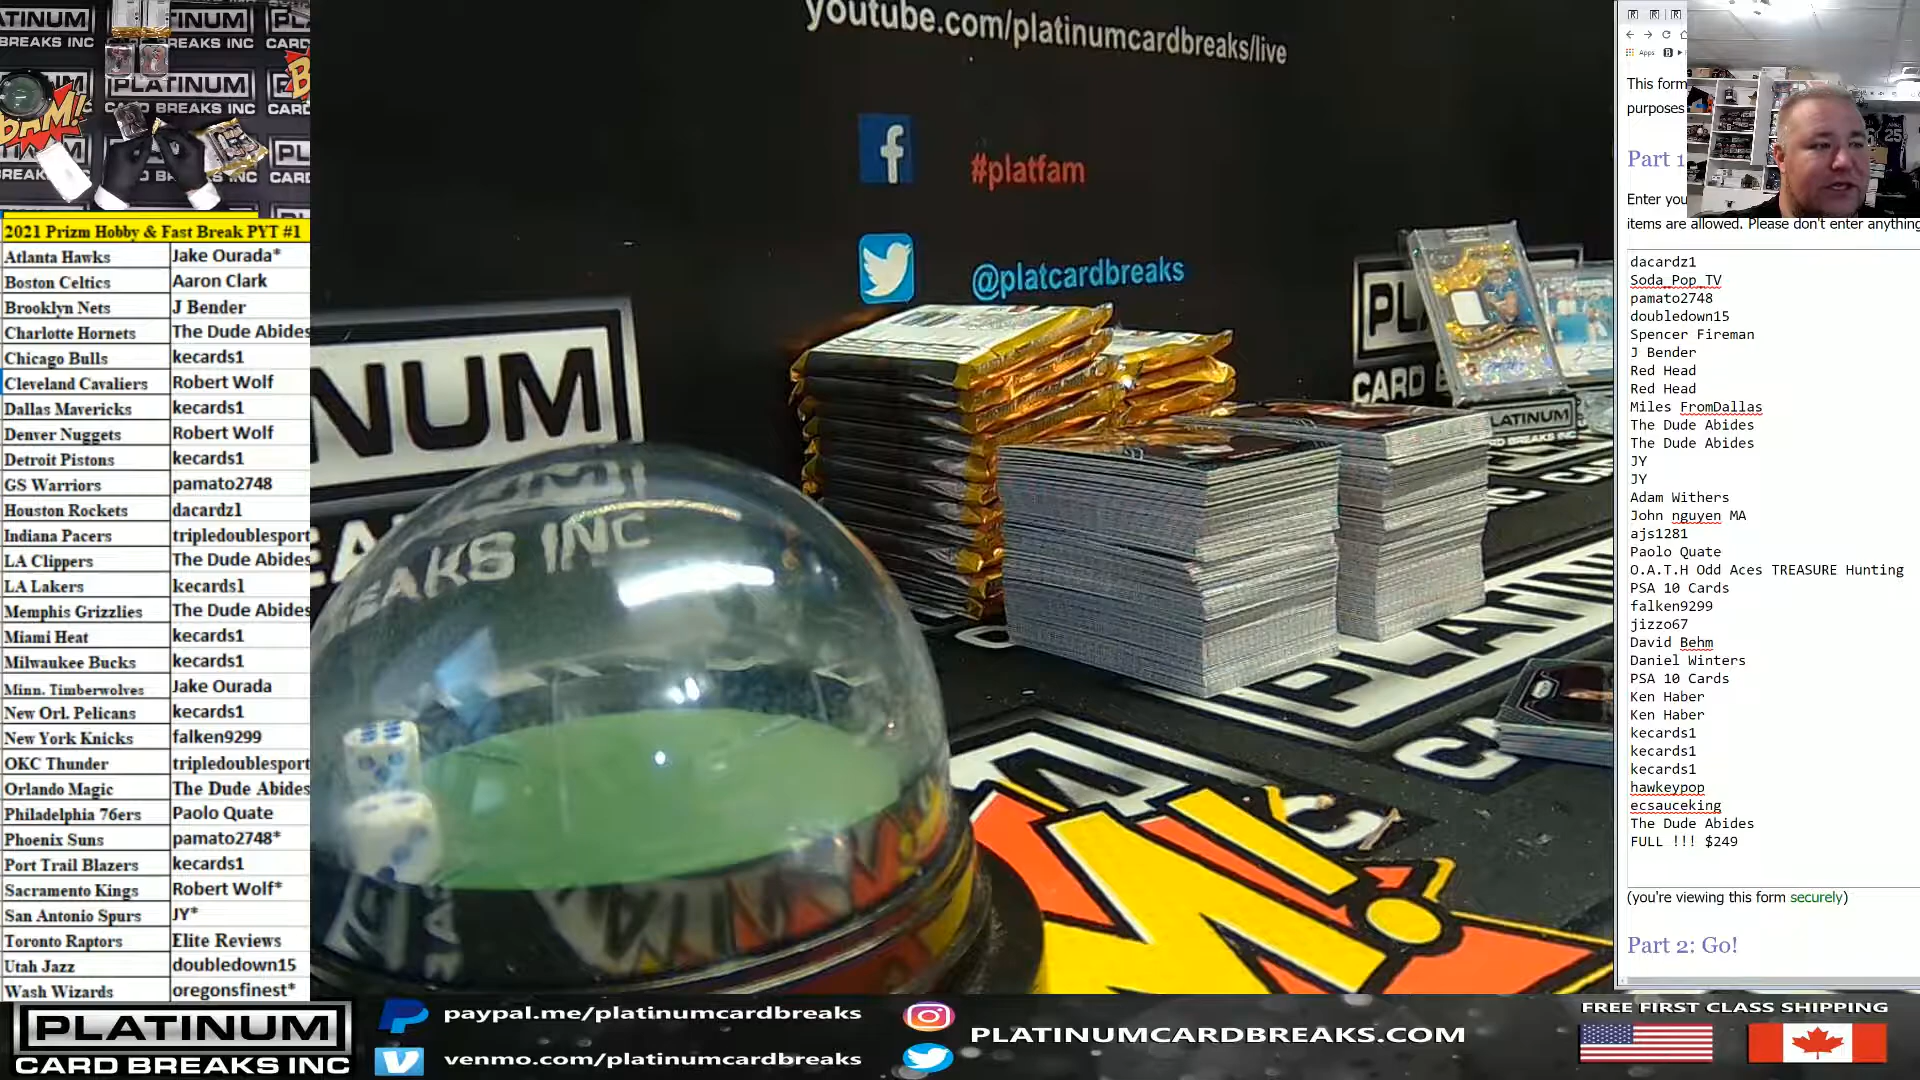 youtube.com/platinumcardbreaks/live
#platfam
@platcardbreaks
PLATINUM
CARD BREAKS INC
BAM!
2021 Prizm Hobby & Fast Break PYT #1
Atlanta Hawks Jake Ourada*
Boston Celtics Aaron Clark
Brooklyn Nets J Bender
Charlotte Hornets The Dude Abides
Chicago Bulls kecards1
Cleveland Cavaliers Robert Wolf
Dallas Mavericks kecards1
Denver Nuggets Robert Wolf
Detroit Pistons kecards1
GS Warriors pamato2748
Houston Rockets dacardz1
Indiana Pacers tripledoublesport
LA Clippers The Dude Abides
LA Lakers kecards1
Memphis Grizzlies The Dude Abides
Miami Heat kecards1
Milwaukee Bucks kecards1
Minn. Timberwolves Jake Ourada
New Orl. Pelicans kecards1
New York Knicks falken9299
OKC Thunder tripledoublesport
Orlando Magic The Dude Abides
Philadelphia 76ers Paolo Quate
Phoenix Suns pamato2748*
Port Trail Blazers kecards1
Sacramento Kings Robert Wolf*
San Antonio Spurs JY*
Toronto Raptors Elite Reviews
Utah Jazz doubledown15
Wash Wizards oregonsfinest*
NUM
EAKS INC
PLATINUM
Apps
This form
purposes
Part 1
Enter you
items are allowed. Please don't enter anything
dacardz1
Soda_Pop_TV
pamato2748
doubledown15
Spencer Fireman
J Bender
Red Head
Red Head
Miles FromDallas
The Dude Abides
The Dude Abides
JY
JY
Adam Withers
John nguyen MA
ajs1281
Paolo Quate
O.A.T.H Odd Aces TREASURE Hunting
PSA 10 Cards
falken9299
jizzo67
David Behm
Daniel Winters
PSA 10 Cards
Ken Haber
Ken Haber
kecards1
kecards1
kecards1
hawkeypop
ecsauceking
The Dude Abides
FULL !!! $249
(you're viewing this form securely)
Part 2: Go!
PLATINUM
CARD BREAKS INC
paypal.me/platinumcardbreaks
venmo.com/platinumcardbreaks
PLATINUMCARDBREAKS.COM
FREE FIRST CLASS SHIPPING